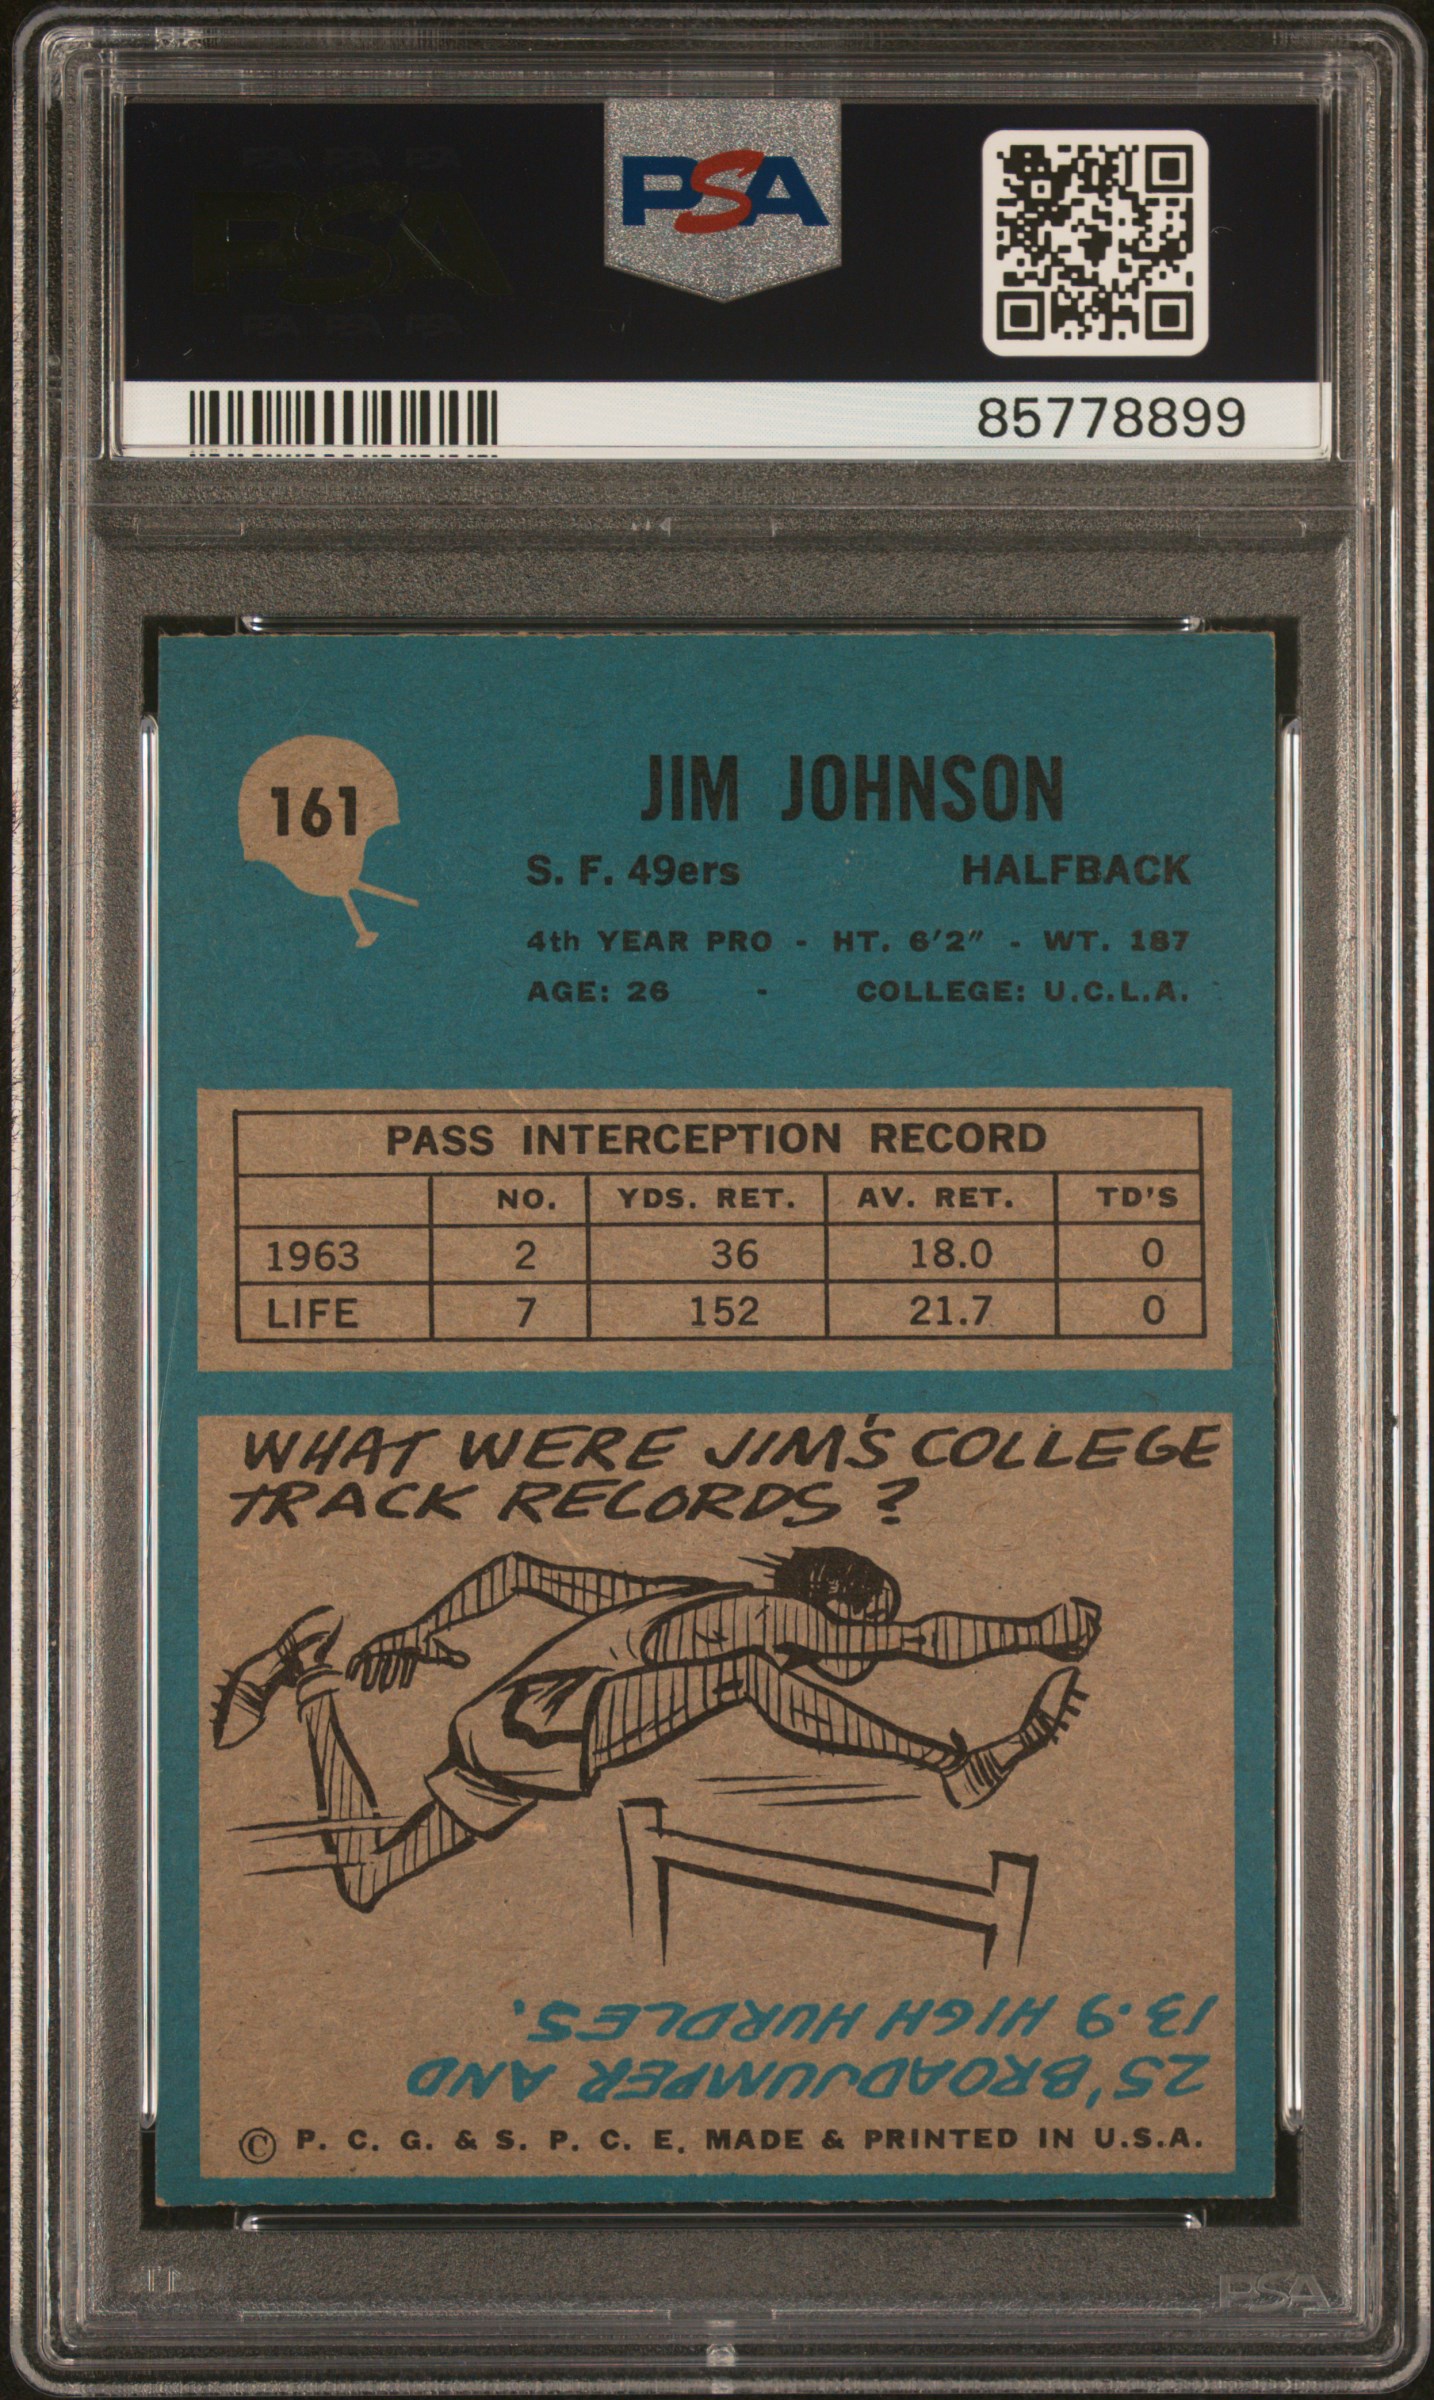 PSA
85778899
161
JIM JOHNSON
S. F. 49ers HALFBACK
4th YEAR PRO - HT. 6'2" - WT. 187
AGE: 26 - COLLEGE: U.C.L.A.
PASS INTERCEPTION RECORD
NO. YDS. RET. AV. RET. TD'S
1963 2 36 18.0 0
LIFE 7 152 21.7 0
WHAT WERE JIM'S COLLEGE
TRACK RECORDS?
25' BROADJUMPER AND
13.9 HIGH HURDLES.
© P. C. G. & S. P. C. E. MADE & PRINTED IN U.S.A.
PSA